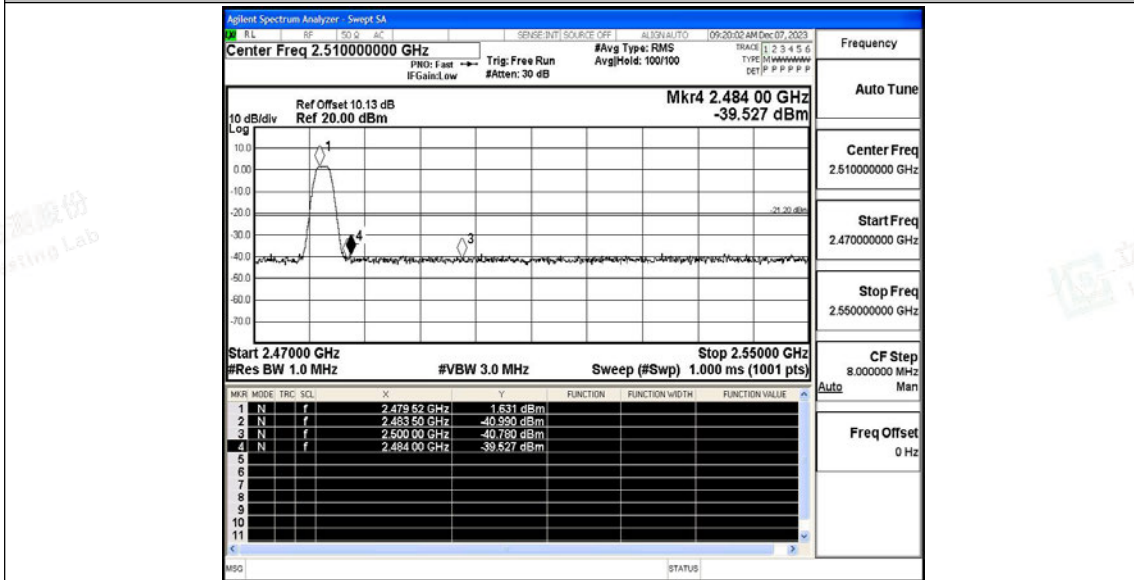 Agilent Spectrum Analyzer - Swept SA
RL RF 50 Ω AC SENSE:INT SOURCE OFF ALIGNAUTO 09:20:02 AM Dec 07, 2023
Center Freq 2.510000000 GHz
PNO: Fast
IFGain:Low
Trig: Free Run
#Atten: 30 dB
#Avg Type: RMS
Avg|Hold: 100/100
TRACE 1 2 3 4 5 6
TYPE M WWWWW
DET P P P P P P
Ref Offset 10.13 dB
10 dB/div Ref 20.00 dBm
Log
Mkr4 2.484 00 GHz
-39.527 dBm
10.0
0.00
-10.0
-20.0
-30.0
-40.0
-50.0
-60.0
-70.0
1
4
3
-21.20 dBm
Start 2.47000 GHz Stop 2.55000 GHz
#Res BW 1.0 MHz #VBW 3.0 MHz Sweep (#Swp) 1.000 ms (1001 pts)
MKR MODE TRC SCL X Y FUNCTION FUNCTION WIDTH FUNCTION VALUE
1 N f 2.479 52 GHz 1.631 dBm
2 N f 2.483 50 GHz -40.990 dBm
3 N f 2.500 00 GHz -40.780 dBm
4 N f 2.484 00 GHz -39.527 dBm
5
6
7
8
9
10
11
MSG STATUS
Frequency
Auto Tune
Center Freq
2.510000000 GHz
Start Freq
2.470000000 GHz
Stop Freq
2.550000000 GHz
CF Step
8.000000 MHz
Auto Man
Freq Offset
0 Hz
股份
Lab
立